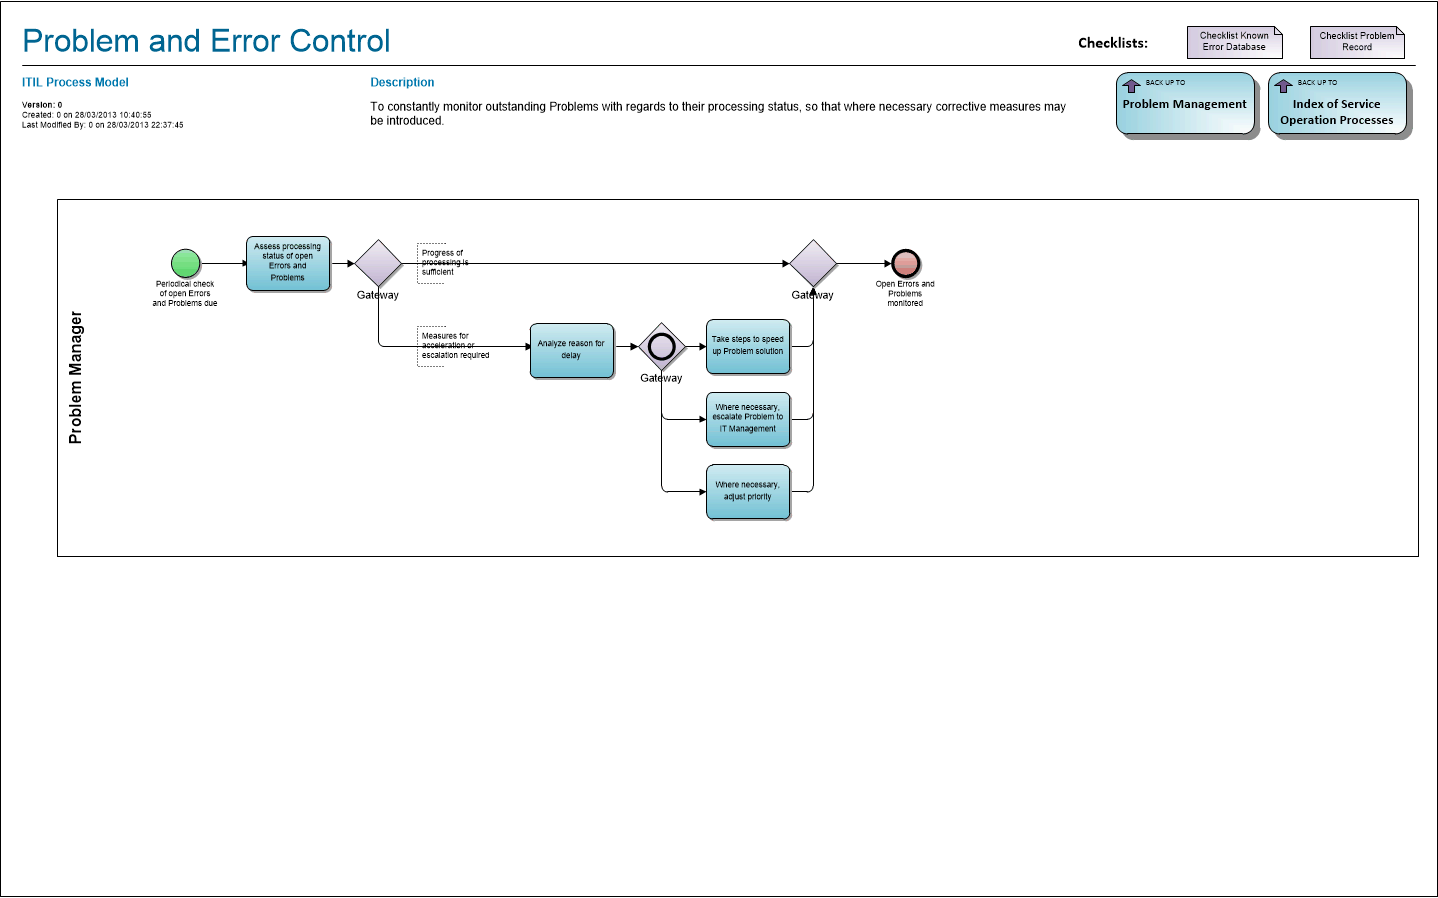 Problem and Error Control
Checklists:
Checklist Known
Error Database
Checklist Problem
Record
ITIL Process Model
Version: 0
Created: 0 on 28/03/2013 10:40:55
Last Modified By: 0 on 28/03/2013 22:37:45
Description
To constantly monitor outstanding Problems with regards to their processing status, so that where necessary corrective measures may
be introduced.
BACK UP TO
Problem Management
BACK UP TO
Index of Service
Operation Processes
Problem Manager
Periodical check
of open Errors
and Problems due
Assess processing
status of open
Errors and
Problems
Gateway
Progress of
processing is
sufficient
Gateway
Open Errors and
Problems
monitored
Measures for
acceleration or
escalation required
Analyze reason for
delay
Gateway
Take steps to speed
up Problem solution
Where necessary,
escalate Problem to
IT Management
Where necessary,
adjust priority